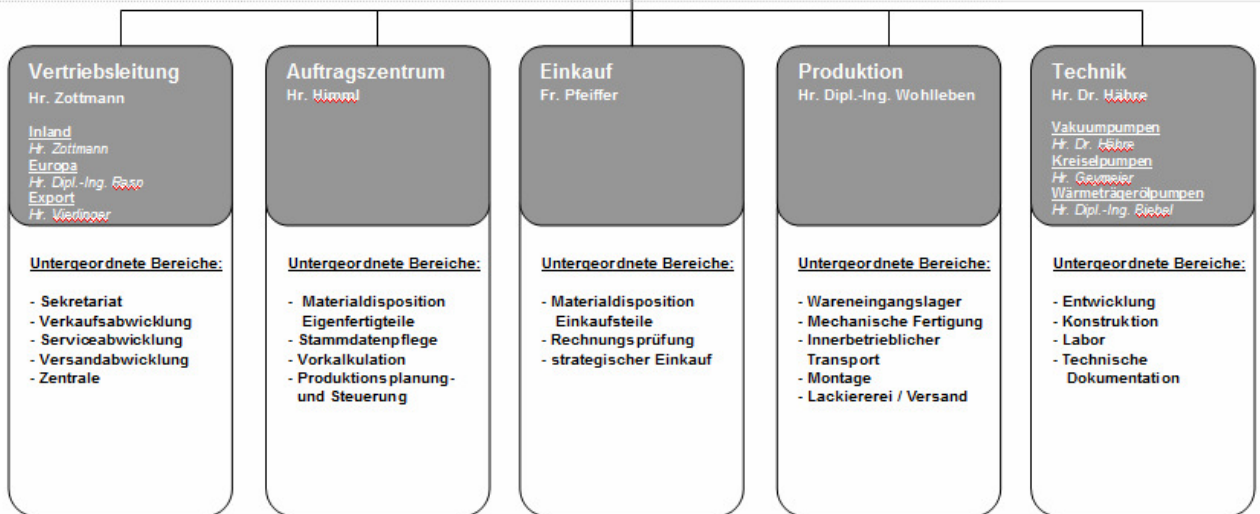 Vertriebsleitung
Hr. Zottmann
Inland
Hr. Zottmann
Europa
Hr. Dipl.-Ing. Rasp
Export
Hr. Vierlinger
Untergeordnete Bereiche:
- Sekretariat
- Verkaufsabwicklung
- Serviceabwicklung
- Versandabwicklung
- Zentrale
Auftragszentrum
Hr. Himml
Untergeordnete Bereiche:
- Materialdisposition
Eigenfertigteile
- Stammdatenpflege
- Vorkalkulation
- Produktionsplanung-
und Steuerung
Einkauf
Fr. Pfeiffer
Untergeordnete Bereiche:
- Materialdisposition
Einkaufsteile
- Rechnungsprüfung
- strategischer Einkauf
Produktion
Hr. Dipl.-Ing. Wohlleben
Untergeordnete Bereiche:
- Wareneingangslager
- Mechanische Fertigung
- Innerbetrieblicher
Transport
- Montage
- Lackiererei / Versand
Technik
Hr. Dr. Hähre
Vakuumpumpen
Hr. Dr. Hähre
Kreiselpumpen
Hr. Geymeier
Wärmeträgerölpumpen
Hr. Dipl.-Ing. Biebel
Untergeordnete Bereiche:
- Entwicklung
- Konstruktion
- Labor
- Technische
Dokumentation